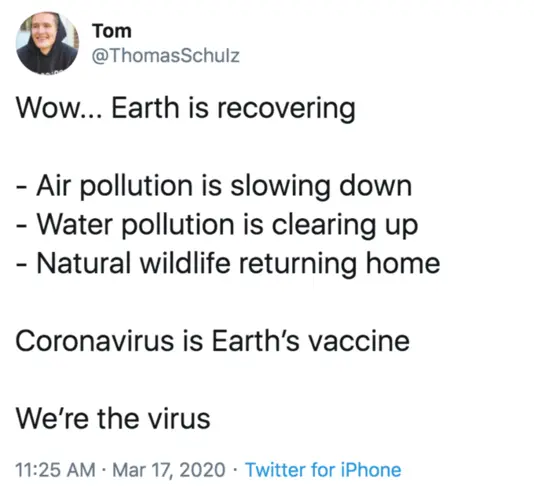 Tom
@ThomasSchulz
Wow... Earth is recovering
- Air pollution is slowing down
- Water pollution is clearing up
- Natural wildlife returning home
Coronavirus is Earth’s vaccine
We’re the virus
11:25 AM · Mar 17, 2020 · Twitter for iPhone